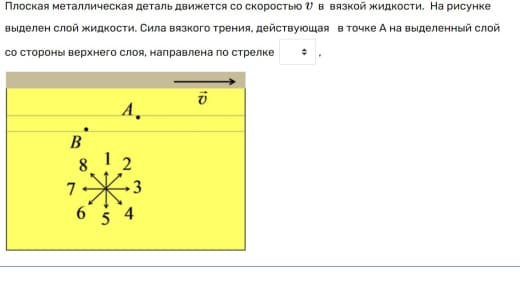 Плоская металлическая деталь движется со скоростью υ в вязкой жидкости. На рисунке
выделен слой жидкости. Сила вязкого трения, действующая в точке А на выделенный слой
со стороны верхнего слоя, направлена по стрелке ,
υ⃗
A
B
8 1 2
7 3
6 5 4